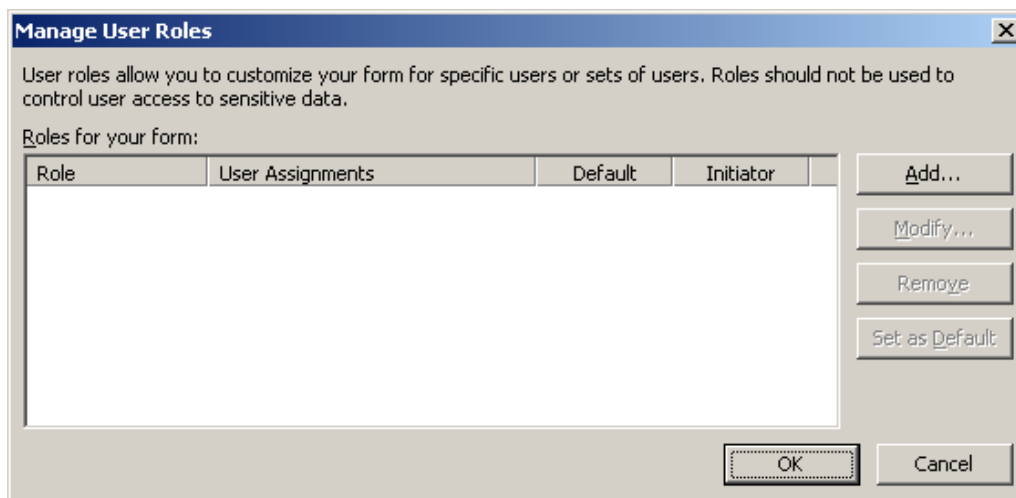 Manage User Roles
User roles allow you to customize your form for specific users or sets of users. Roles should not be used to
control user access to sensitive data.
Roles for your form:
Role User Assignments Default Initiator
Add...
Modify...
Remove
Set as Default
OK Cancel